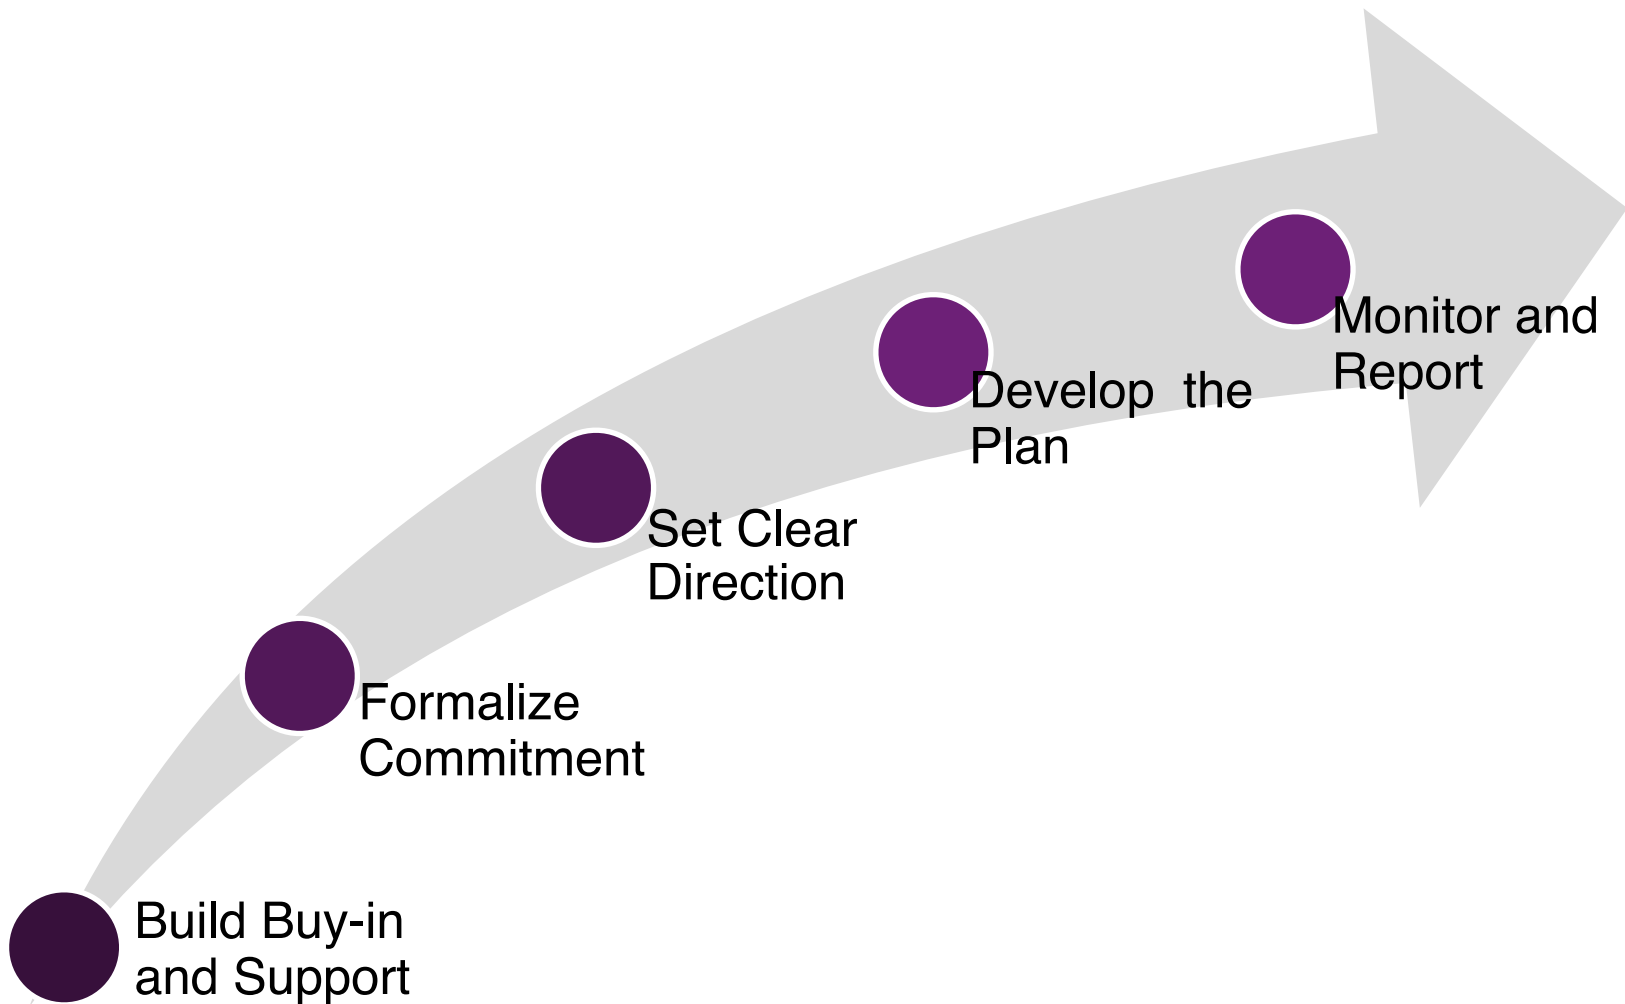 Monitor and
Report
Develop  the
Plan
Set Clear
Direction
Formalize
Commitment
Build Buy-in
and Support